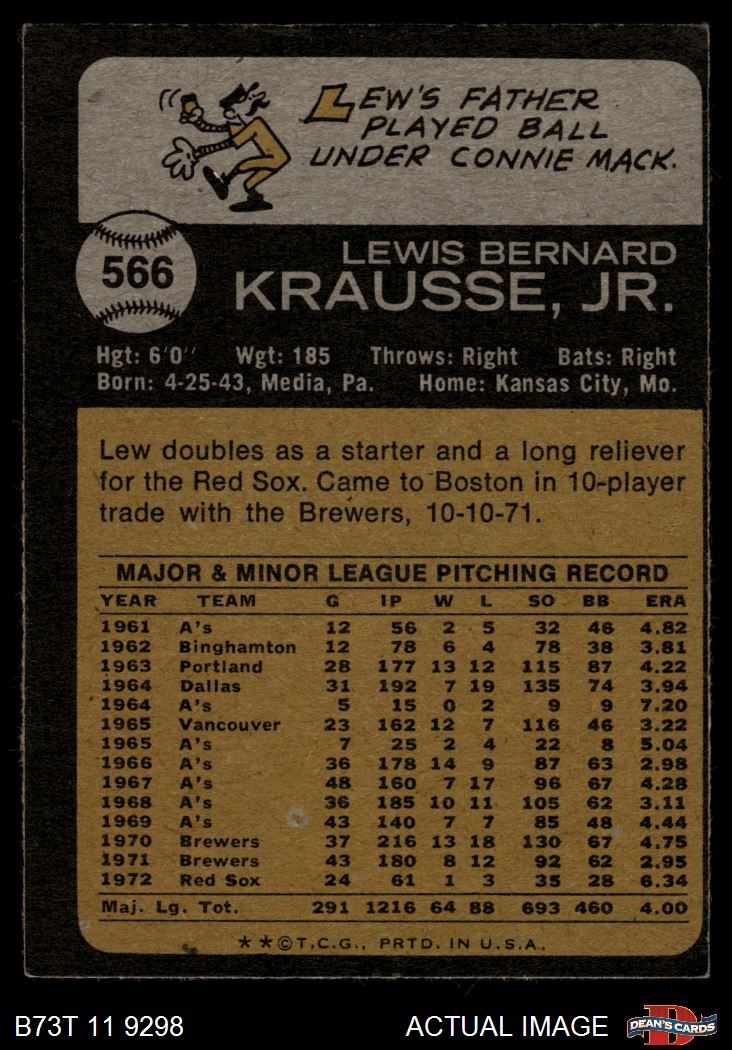 LEW'S FATHER
PLAYED BALL
UNDER CONNIE MACK.
566
LEWIS BERNARD
KRAUSSE, JR.
Hgt: 6'0" Wgt: 185 Throws: Right Bats: Right
Born: 4-25-43, Media, Pa. Home: Kansas City, Mo.
Lew doubles as a starter and a long reliever
for the Red Sox. Came to Boston in 10-player
trade with the Brewers, 10-10-71.
MAJOR & MINOR LEAGUE PITCHING RECORD
YEAR TEAM G IP W L SO BB ERA
1961 A's 12 56 2 5 32 46 4.82
1962 Binghamton 12 78 6 4 78 38 3.81
1963 Portland 28 177 13 12 115 87 4.22
1964 Dallas 31 192 7 19 135 74 3.94
1964 A's 5 15 0 2 9 9 7.20
1965 Vancouver 23 162 12 7 116 46 3.22
1965 A's 7 25 2 4 22 8 5.04
1966 A's 36 178 14 9 87 63 2.98
1967 A's 48 160 7 17 96 67 4.28
1968 A's 36 185 10 11 105 62 3.11
1969 A's 43 140 7 7 85 48 4.44
1970 Brewers 37 216 13 18 130 67 4.75
1971 Brewers 43 180 8 12 92 62 2.95
1972 Red Sox 24 61 1 3 35 28 6.34
Maj. Lg. Tot. 291 1216 64 88 693 460 4.00
**©T.C.G., PRTD. IN U.S.A.
B73T 11 9298 ACTUAL IMAGE DEAN'S CARDS